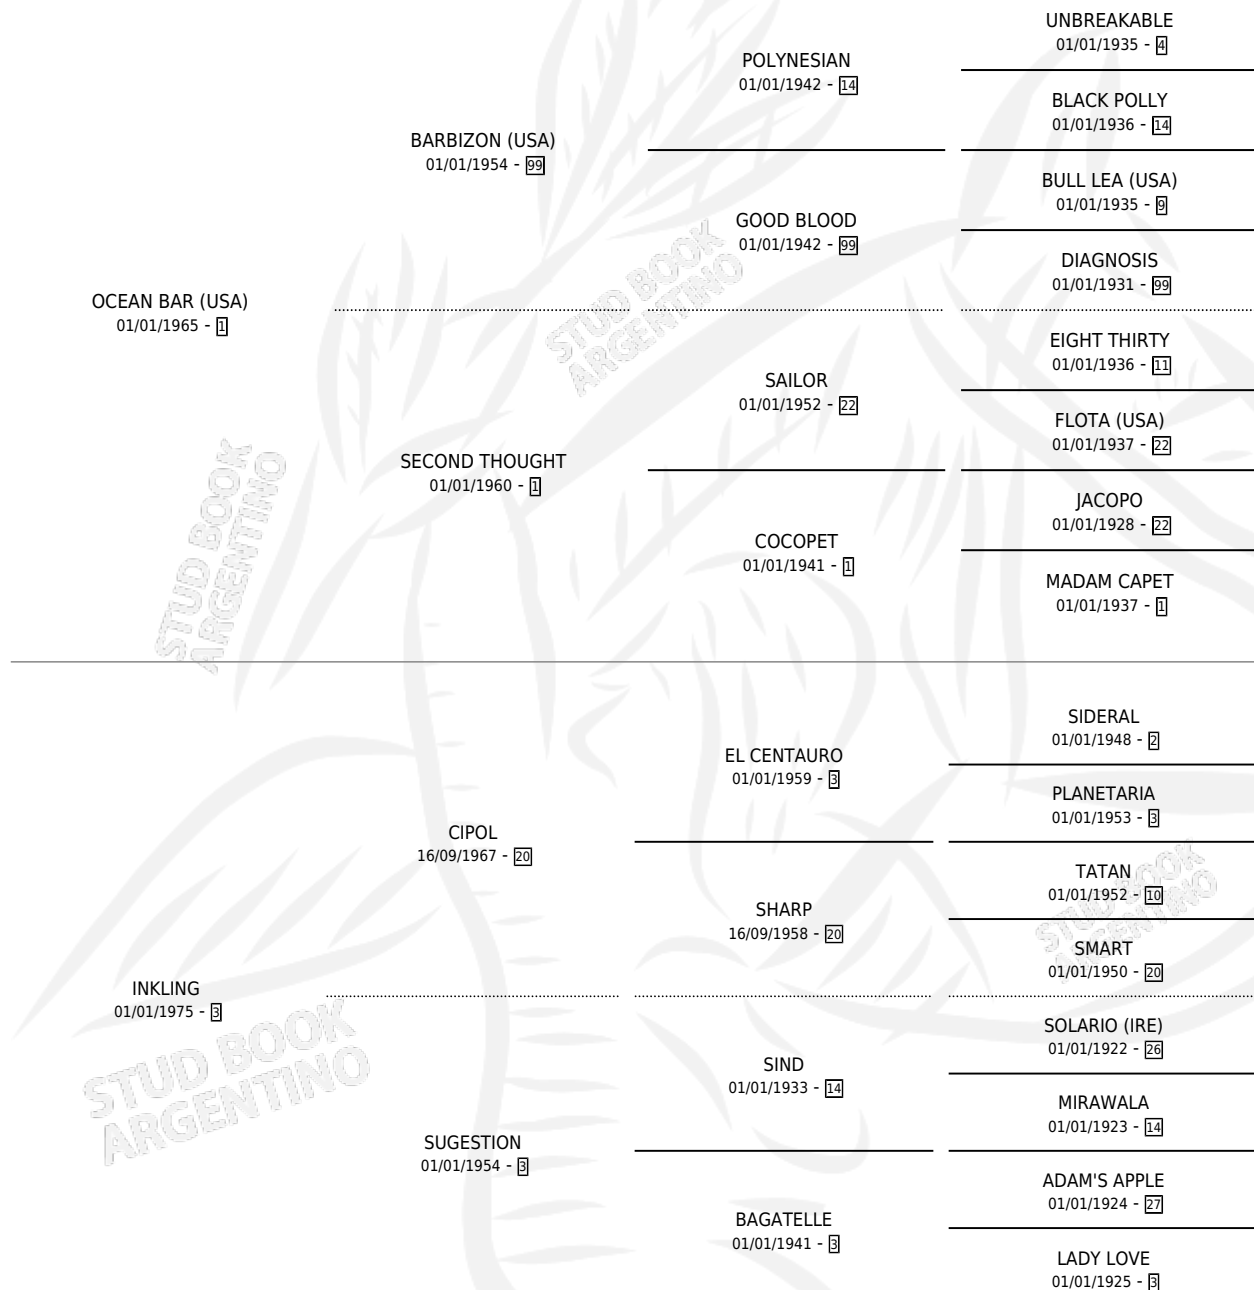 UNBREAKABLE
01/01/1935 - 4
POLYNESIAN
01/01/1942 - 14
BLACK POLLY
01/01/1936 - 14
BARBIZON (USA)
01/01/1954 - 99
BULL LEA (USA)
01/01/1935 - 9
GOOD BLOOD
01/01/1942 - 99
DIAGNOSIS
01/01/1931 - 99
OCEAN BAR (USA)
01/01/1965 - 1
EIGHT THIRTY
01/01/1936 - 11
SAILOR
01/01/1952 - 22
FLOTA (USA)
01/01/1937 - 22
SECOND THOUGHT
01/01/1960 - 1
JACOPO
01/01/1928 - 22
COCOPET
01/01/1941 - 1
MADAM CAPET
01/01/1937 - 1
SIDERAL
01/01/1948 - 2
EL CENTAURO
01/01/1959 - 3
PLANETARIA
01/01/1953 - 3
CIPOL
16/09/1967 - 20
TATAN
01/01/1952 - 10
SHARP
16/09/1958 - 20
SMART
01/01/1950 - 20
INKLING
01/01/1975 - 3
SOLARIO (IRE)
01/01/1922 - 26
SIND
01/01/1933 - 14
MIRAWALA
01/01/1923 - 14
SUGESTION
01/01/1954 - 3
ADAM'S APPLE
01/01/1924 - 27
BAGATELLE
01/01/1941 - 3
LADY LOVE
01/01/1925 - 3
STUD BOOK
ARGENTINO
STUD BOOK
ARGENTINO
STUD BOOK
ARGENTINO
STUD BOOK
ARGENTINO